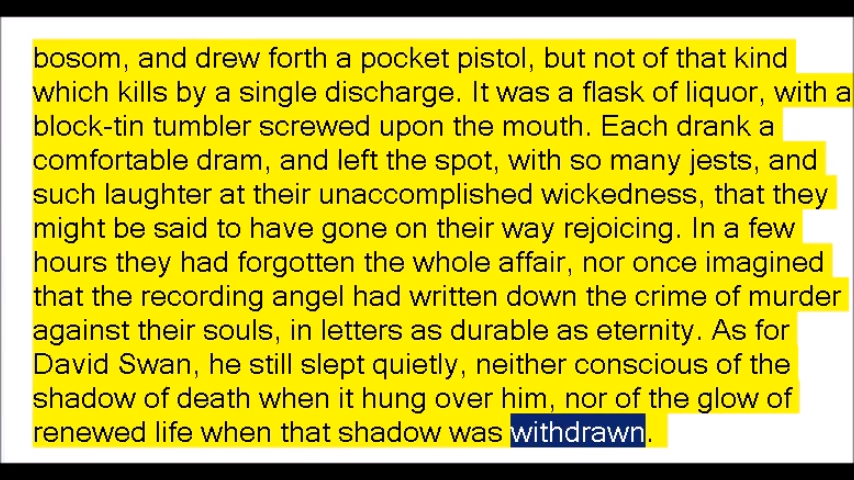 bosom, and drew forth a pocket pistol, but not of that kind
which kills by a single discharge. It was a flask of liquor, with a
block-tin tumbler screwed upon the mouth. Each drank a
comfortable dram, and left the spot, with so many jests, and
such laughter at their unaccomplished wickedness, that they
might be said to have gone on their way rejoicing. In a few
hours they had forgotten the whole affair, nor once imagined
that the recording angel had written down the crime of murder
against their souls, in letters as durable as eternity. As for
David Swan, he still slept quietly, neither conscious of the
shadow of death when it hung over him, nor of the glow of
renewed life when that shadow was withdrawn.